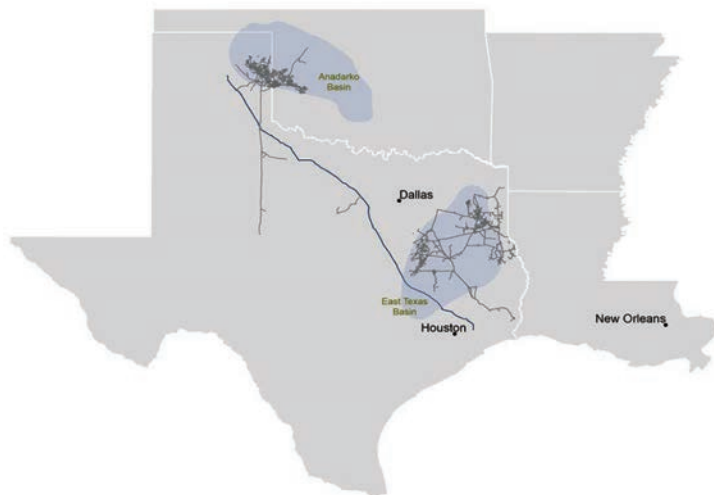 Anadarko
Basin
Dallas
East Texas
Basin
Houston
New Orleans